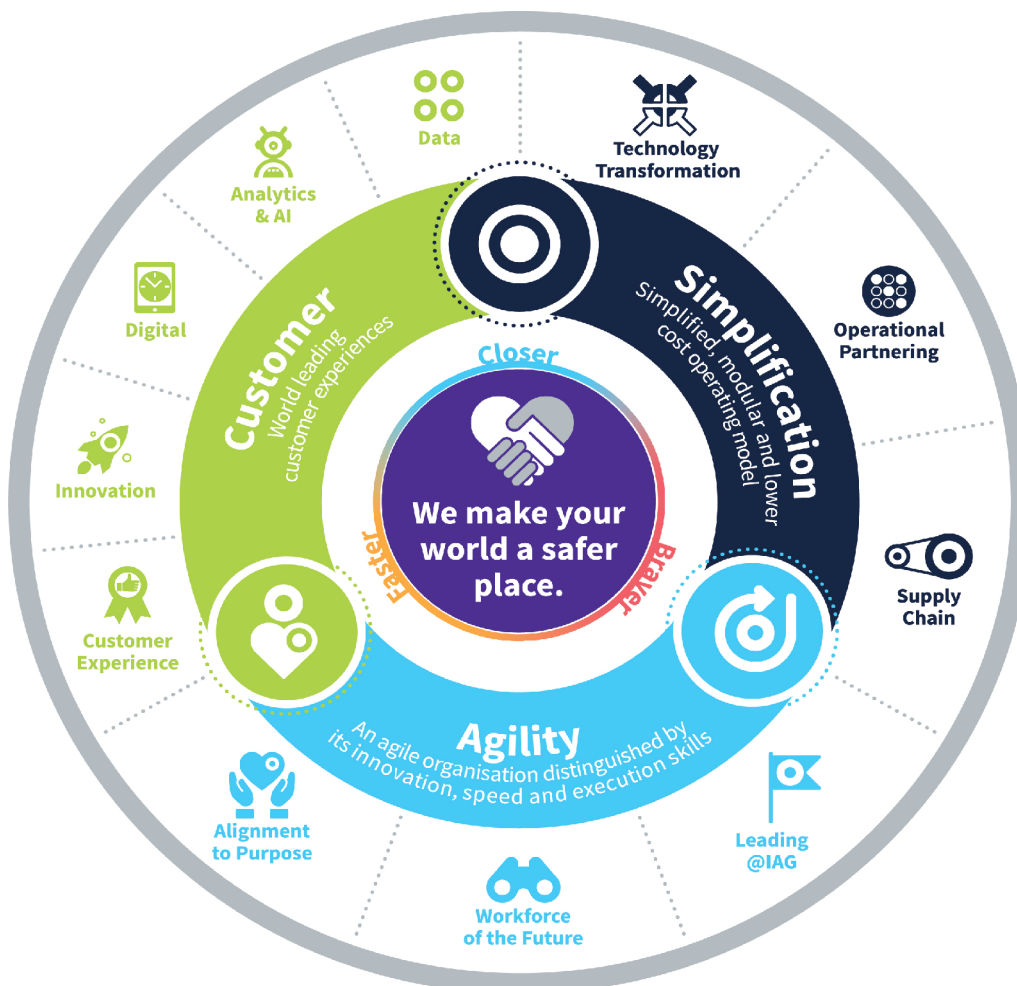 Data
Technology
Transformation
Analytics
& AI
Operational
Partnering
Digital
Innovation
Supply
Chain
Customer
Experience
Customer
World leading
customer experiences
Simplification
Simplified, modular and lower
cost operating model
Closer
We make your
world a safer
place.
Easier
Braver
Agility
An agile organisation distinguished by
its innovation, speed and execution skills
Alignment
to Purpose
Leading
@IAG
Workforce
of the Future